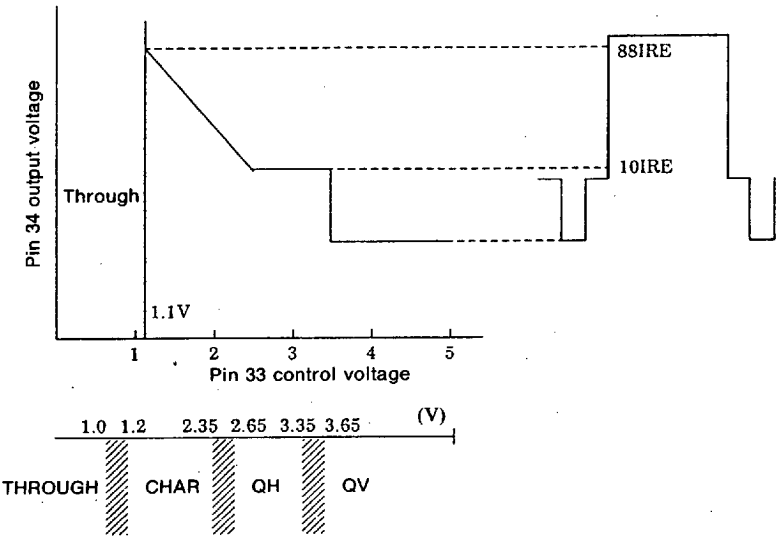 88IRE
10IRE
Pin 34 output voltage
Through
1.1V
1 2 3 4 5
Pin 33 control voltage
(V)
1.0 1.2 2.35 2.65 3.35 3.65
THROUGH CHAR QH QV